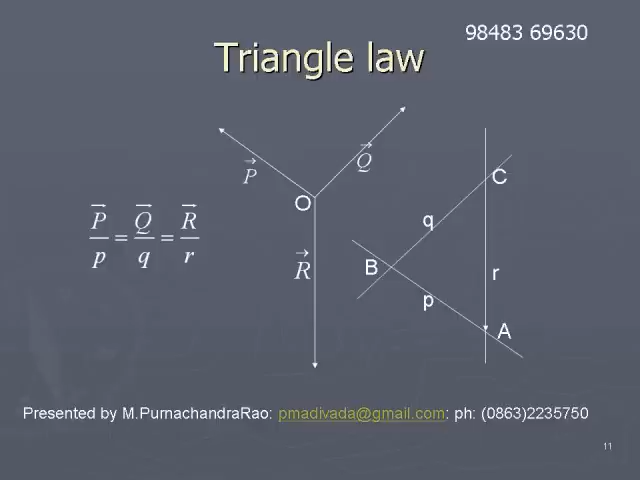 98483 69630
Triangle law
P⃗
Q⃗
O
C
P⃗/p = Q⃗/q = R⃗/r
q
R⃗
B
r
p
A
Presented by M.PurnachandraRao: pmadivada@gmail.com: ph: (0863)2235750
11